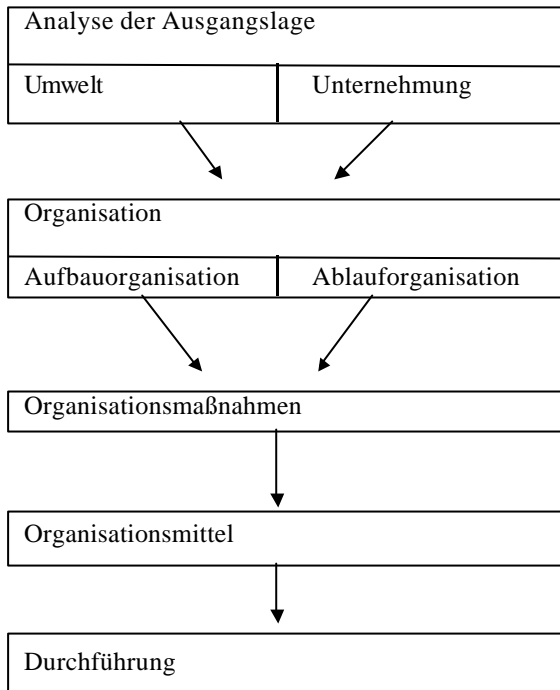 Analyse der Ausgangslage
Umwelt
Unternehmung
Organisation
Aufbauorganisation
Ablauforganisation
Organisationsmaßnahmen
Organisationsmittel
Durchführung